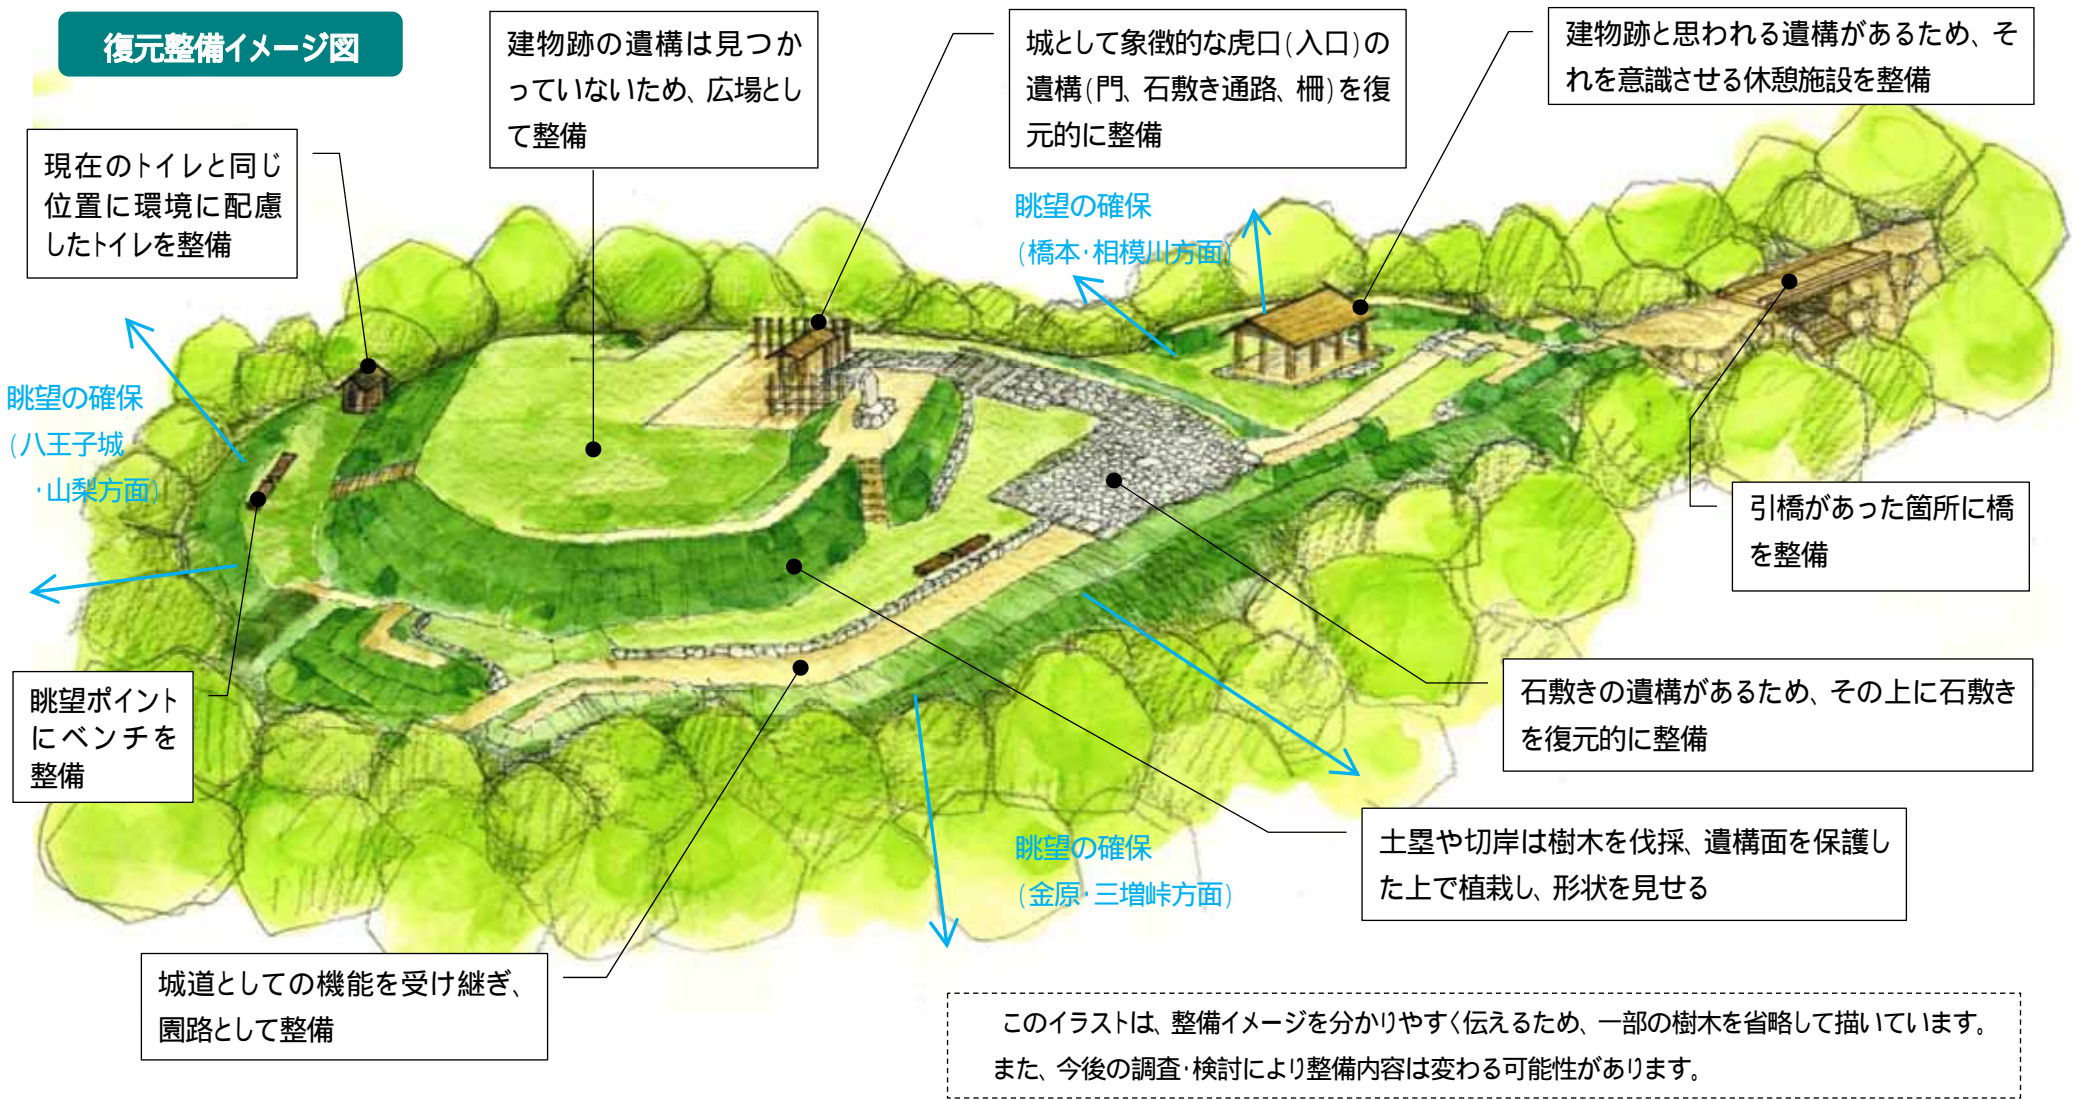 復元整備イメージ図
建物跡の遺構は見つか
っていないため、広場とし
て整備
城として象徴的な虎口(入口)の
遺構(門、石敷き通路、柵)を復
元的に整備
建物跡と思われる遺構があるため、そ
れを意識させる休憩施設を整備
現在のトイレと同じ
位置に環境に配慮
したトイレを整備
眺望の確保
(橋本・相模川方面)
眺望の確保
(八王子城
・山梨方面)
引橋があった箇所に橋
を整備
眺望ポイント
にベンチを
整備
石敷きの遺構があるため、その上に石敷き
を復元的に整備
土塁や切岸は樹木を伐採、遺構面を保護し
た上で植栽し、形状を見せる
眺望の確保
(金原・三増峠方面)
城道としての機能を受け継ぎ、
園路として整備
このイラストは、整備イメージを分かりやすく伝えるため、一部の樹木を省略して描いています。
また、今後の調査・検討により整備内容は変わる可能性があります。